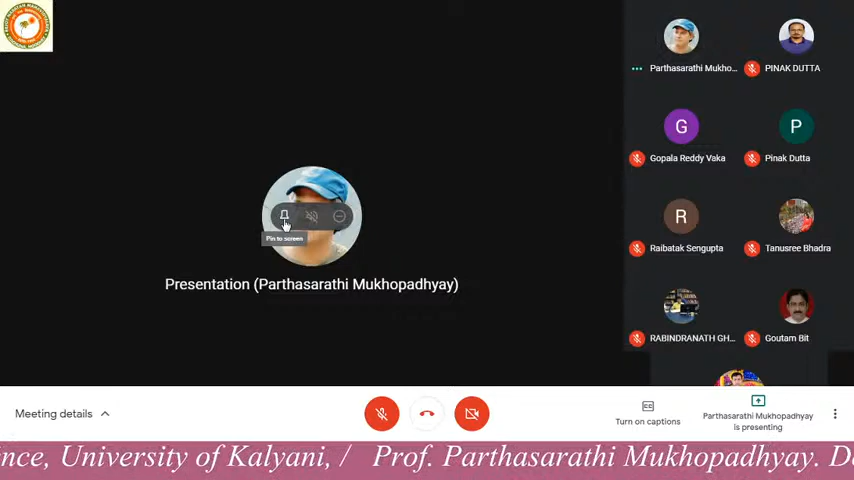 Parthasarathi Mukho...
PINAK DUTTA
G
P
Gopala Reddy Vaka
Pinak Dutta
R
Raibatak Sengupta
Tanusree Bhadra
RABINDRANATH GH...
Goutam Bit
Pin to screen
Presentation (Parthasarathi Mukhopadhyay)
Meeting details
CC
Turn on captions
Parthasarathi Mukhopadhyay
is presenting
nce, University of Kalyani, / Prof. Parthasarathi Mukhopadhyay. D